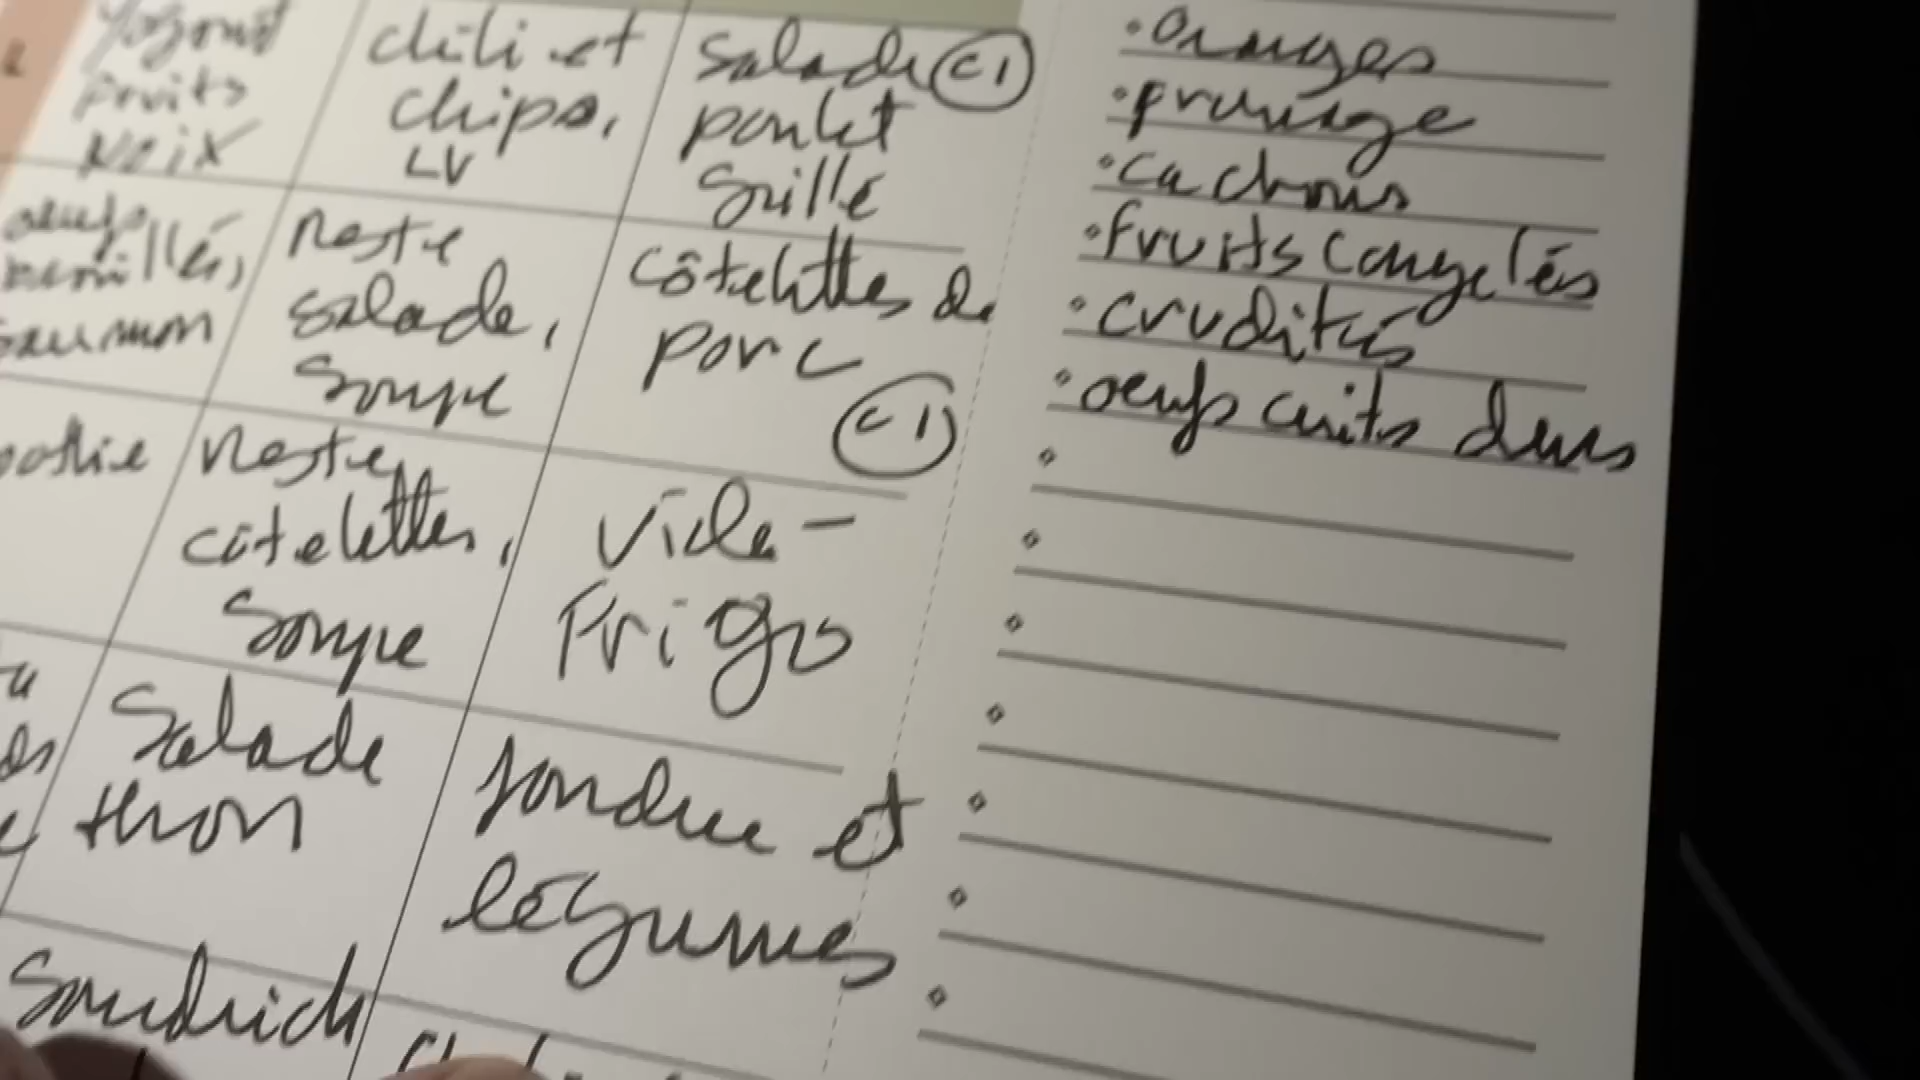 Yogourt
fruits
Noix
chili et
chips,
LV
Salade C1
poulet
Grillé
oeufs
brouillés,
saumon
Reste
salade,
Soupe
côtelettes de
porc
C1
Reste
côtelettes,
Soupe
Vide-
Frigo
Salade
thon
fondue et
légumes
Sandwich
• oranges
• fromage
• cachous
• fruits congelés
• crudités
• oeufs cuits durs